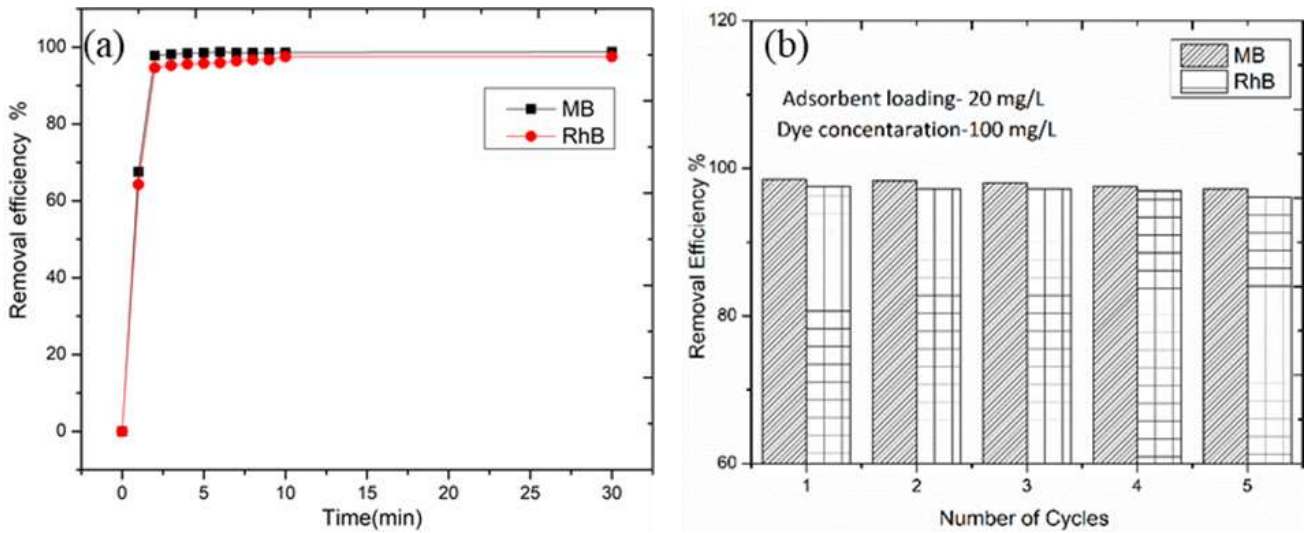 (a)
Removal efficiency %
100
80
60
40
20
0
MB
RhB
0 5 10 15 20 25 30
Time(min)
(b)
Removal Efficiency %
120
100
80
60
MB
RhB
Adsorbent loading- 20 mg/L
Dye concentaration-100 mg/L
1 2 3 4 5
Number of Cycles